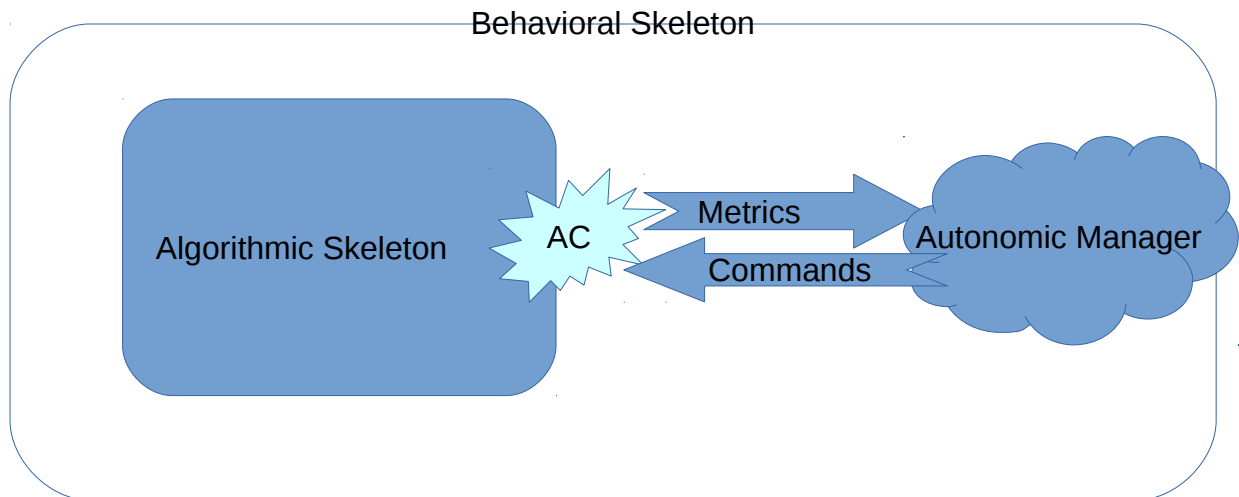 Behavioral Skeleton
Algorithmic Skeleton
AC
Metrics
Commands
Autonomic Manager